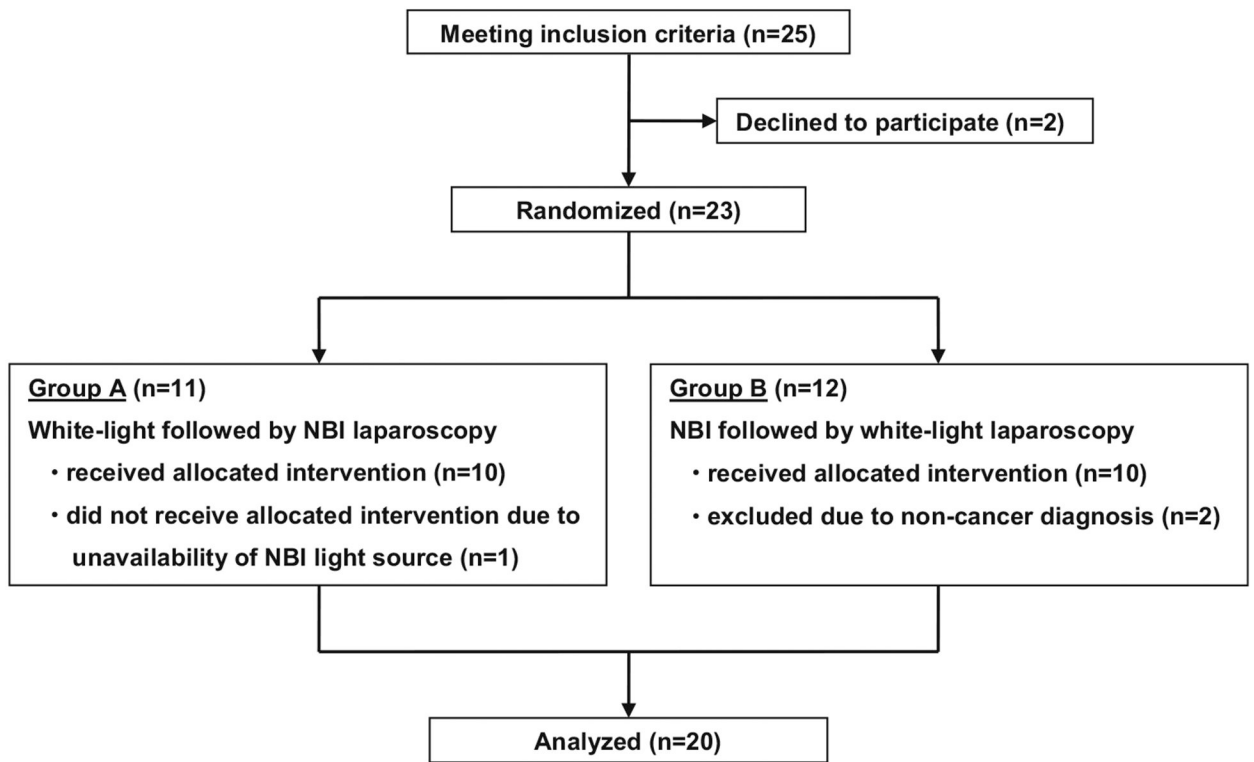 Meeting inclusion criteria (n=25)
Declined to participate (n=2)
Randomized (n=23)
Group A (n=11)
White-light followed by NBI laparoscopy
・received allocated intervention (n=10)
・did not receive allocated intervention due to
unavailability of NBI light source (n=1)
Group B (n=12)
NBI followed by white-light laparoscopy
・received allocated intervention (n=10)
・excluded due to non-cancer diagnosis (n=2)
Analyzed (n=20)